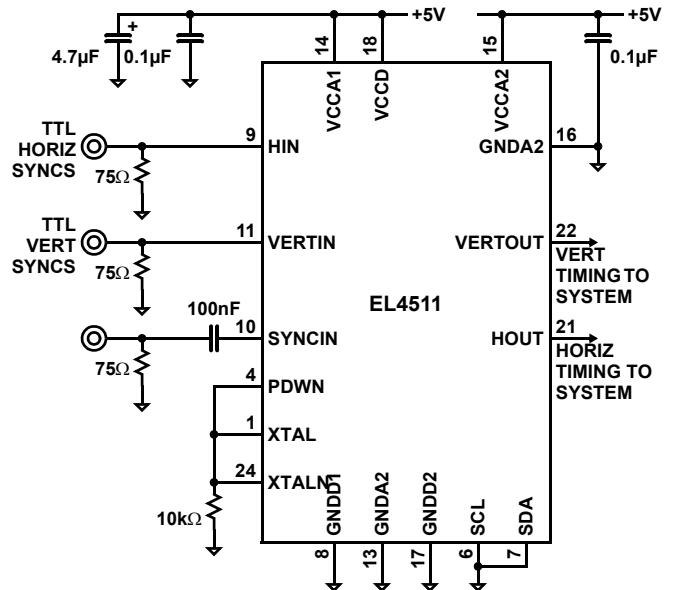 +5V
+5V
4.7µF
+
0.1µF
14
18
15
0.1µF
VCCA1
VCCD
VCCA2
TTL
HORIZ
SYNCS
9
HIN
GNDA2
16
75Ω
TTL
VERT
SYNCS
11
VERTIN
VERTOUT
22
VERT
TIMING TO
SYSTEM
75Ω
100nF
EL4511
10
SYNCIN
HOUT
21
HORIZ
TIMING TO
SYSTEM
75Ω
4
PDWN
1
XTAL
24
XTALN
10kΩ
GNDD1
GNDA2
GNDD2
SCL
SDA
8
13
17
6
7